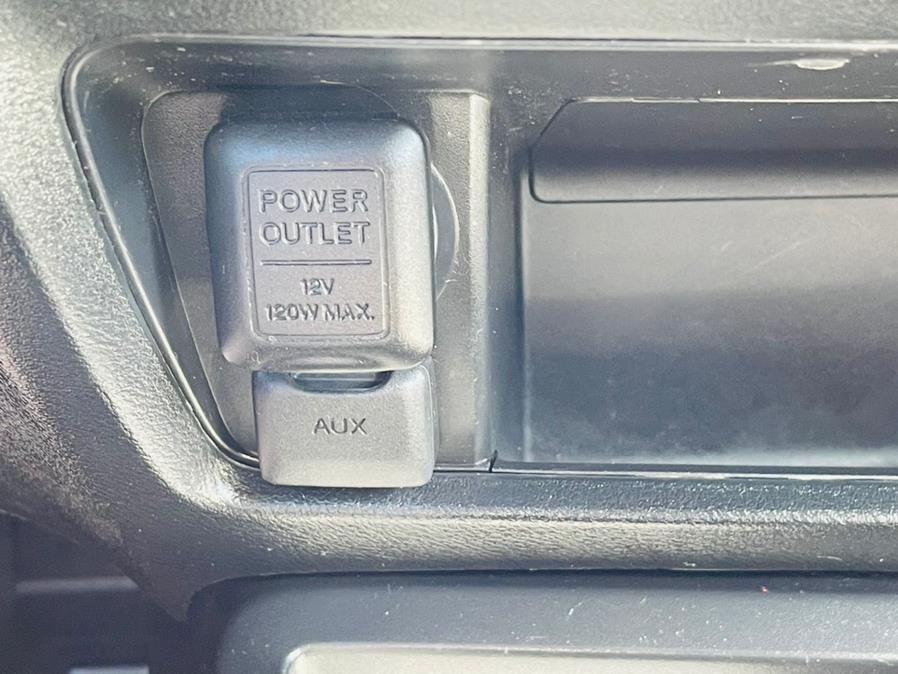 POWER
OUTLET
12V
120W MAX.
AUX